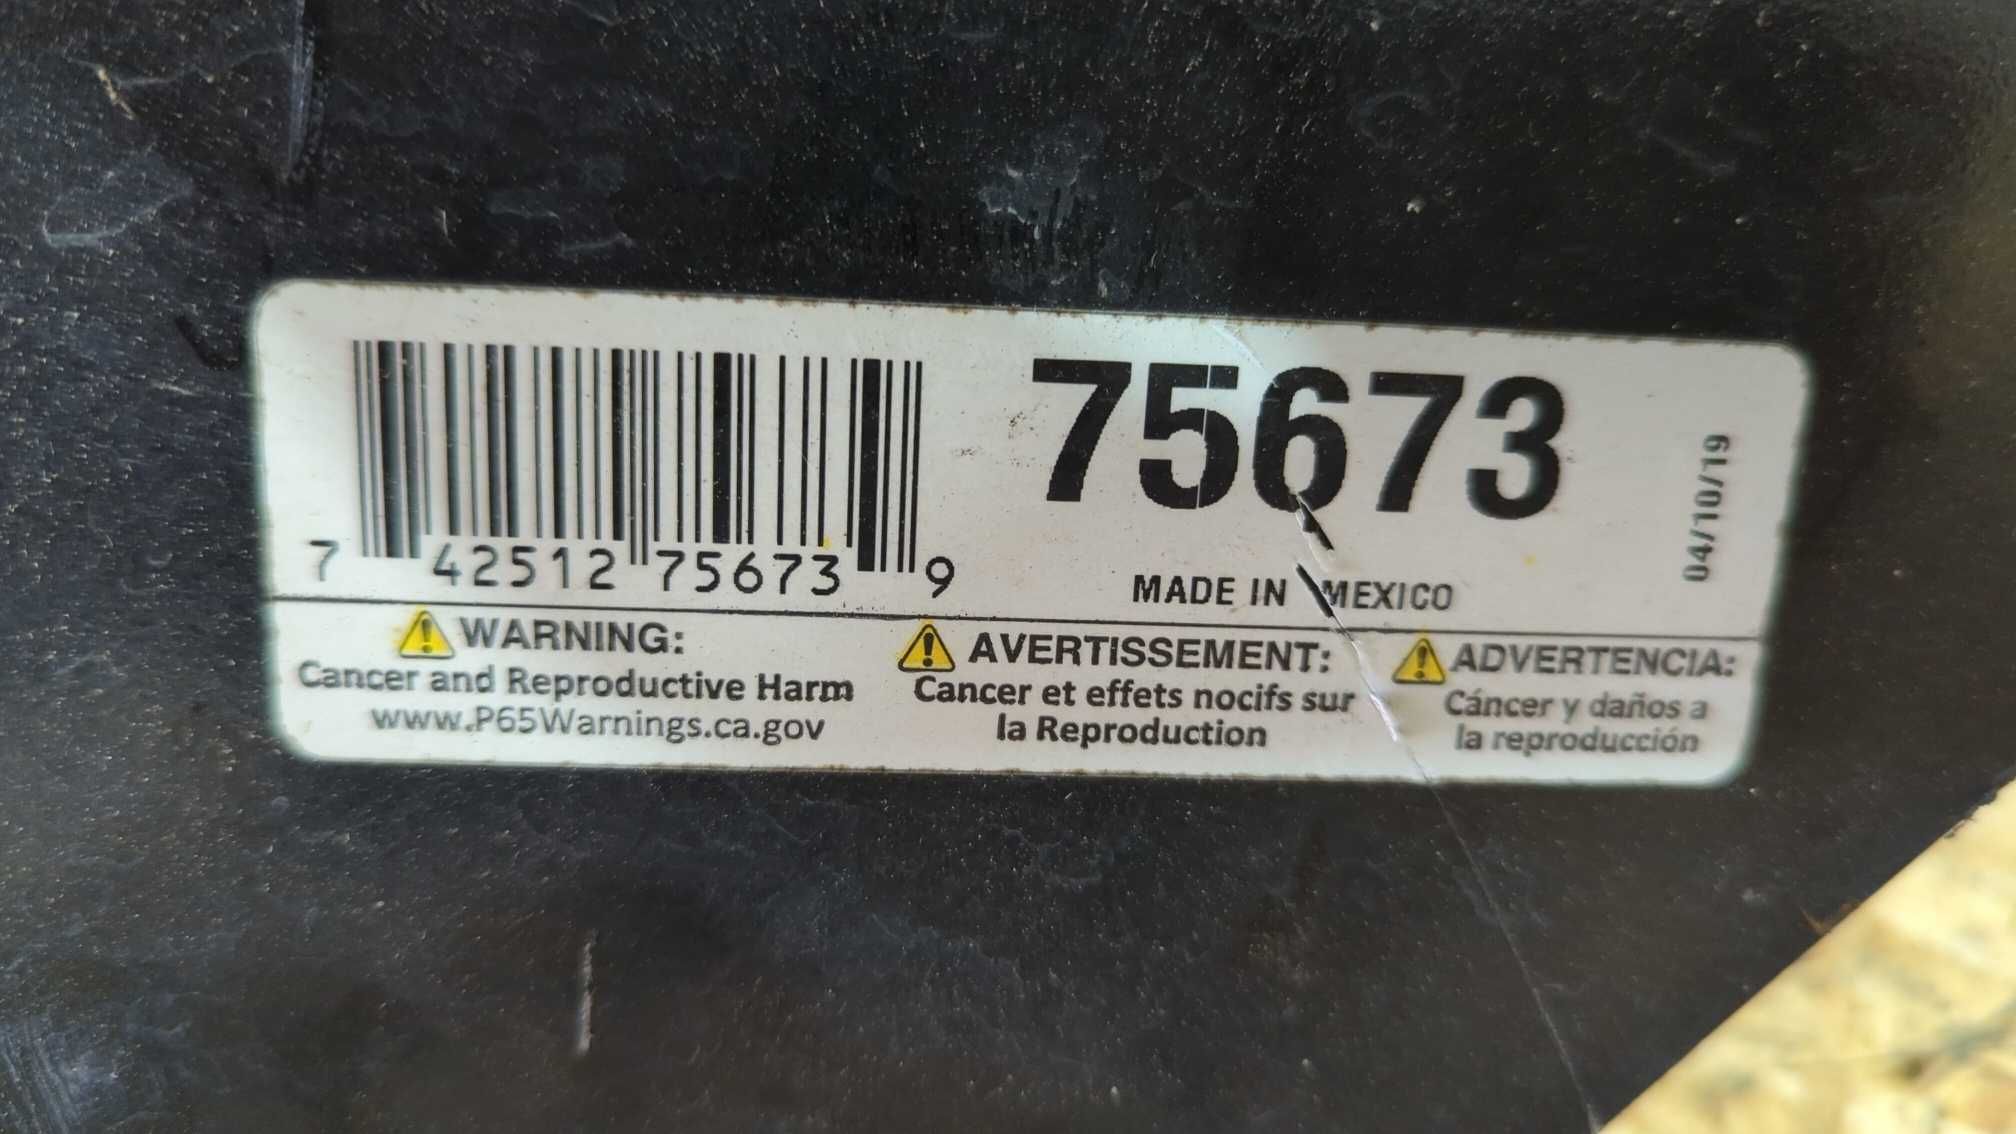 75673
04/10/19
7 42512 75673 9
MADE IN MEXICO
WARNING:
Cancer and Reproductive Harm
www.P65Warnings.ca.gov
AVERTISSEMENT:
Cancer et effets nocifs sur
la Reproduction
ADVERTENCIA:
Cáncer y daños a
la reproducción